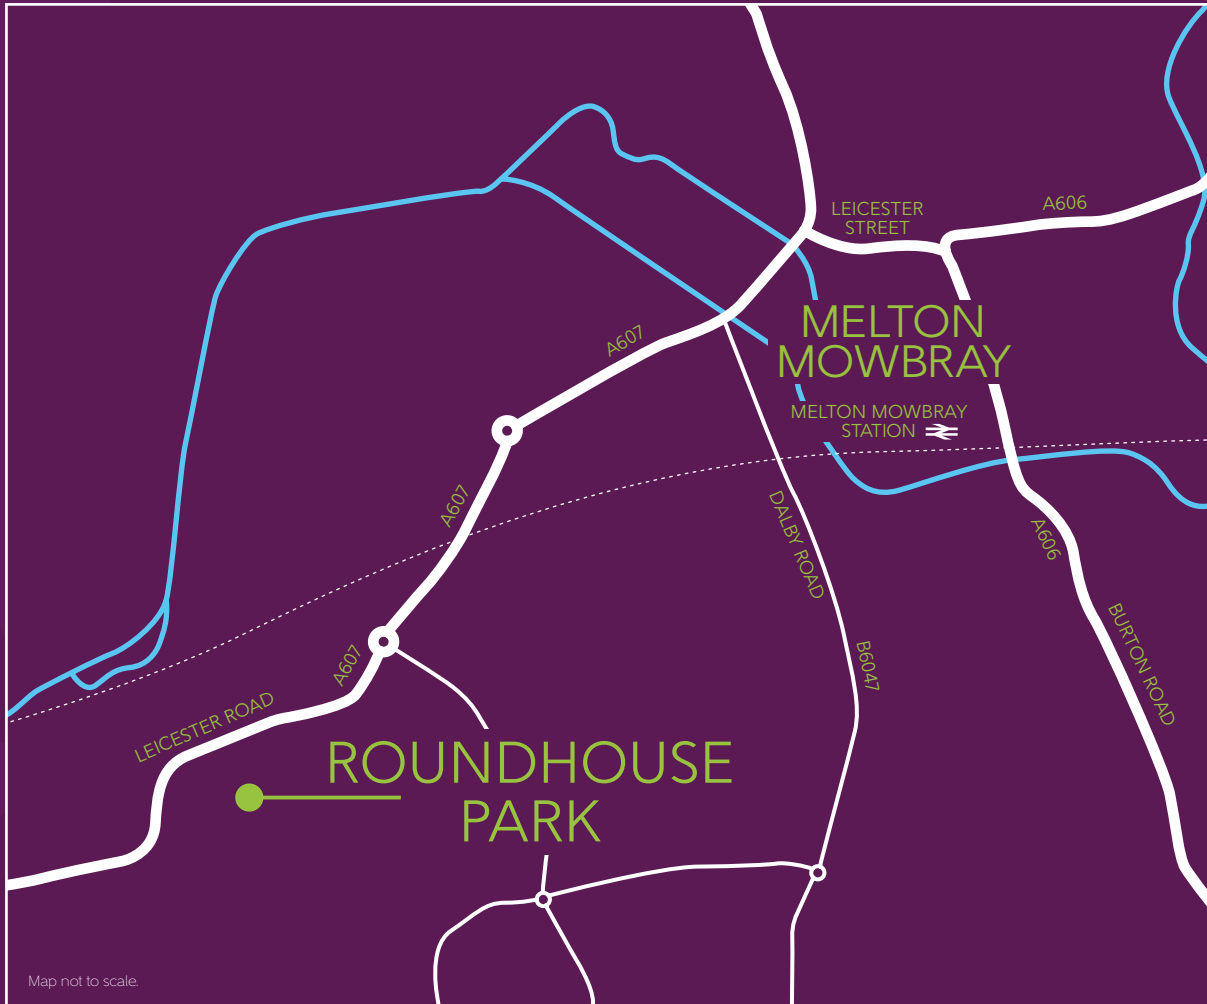 LEICESTER
STREET
A606
MELTON
MOWBRAY
A607
MELTON MOWBRAY
STATION
A607
DALBY ROAD
A606
BURTON ROAD
B6047
A607
LEICESTER ROAD
ROUNDHOUSE
PARK
Map not to scale.